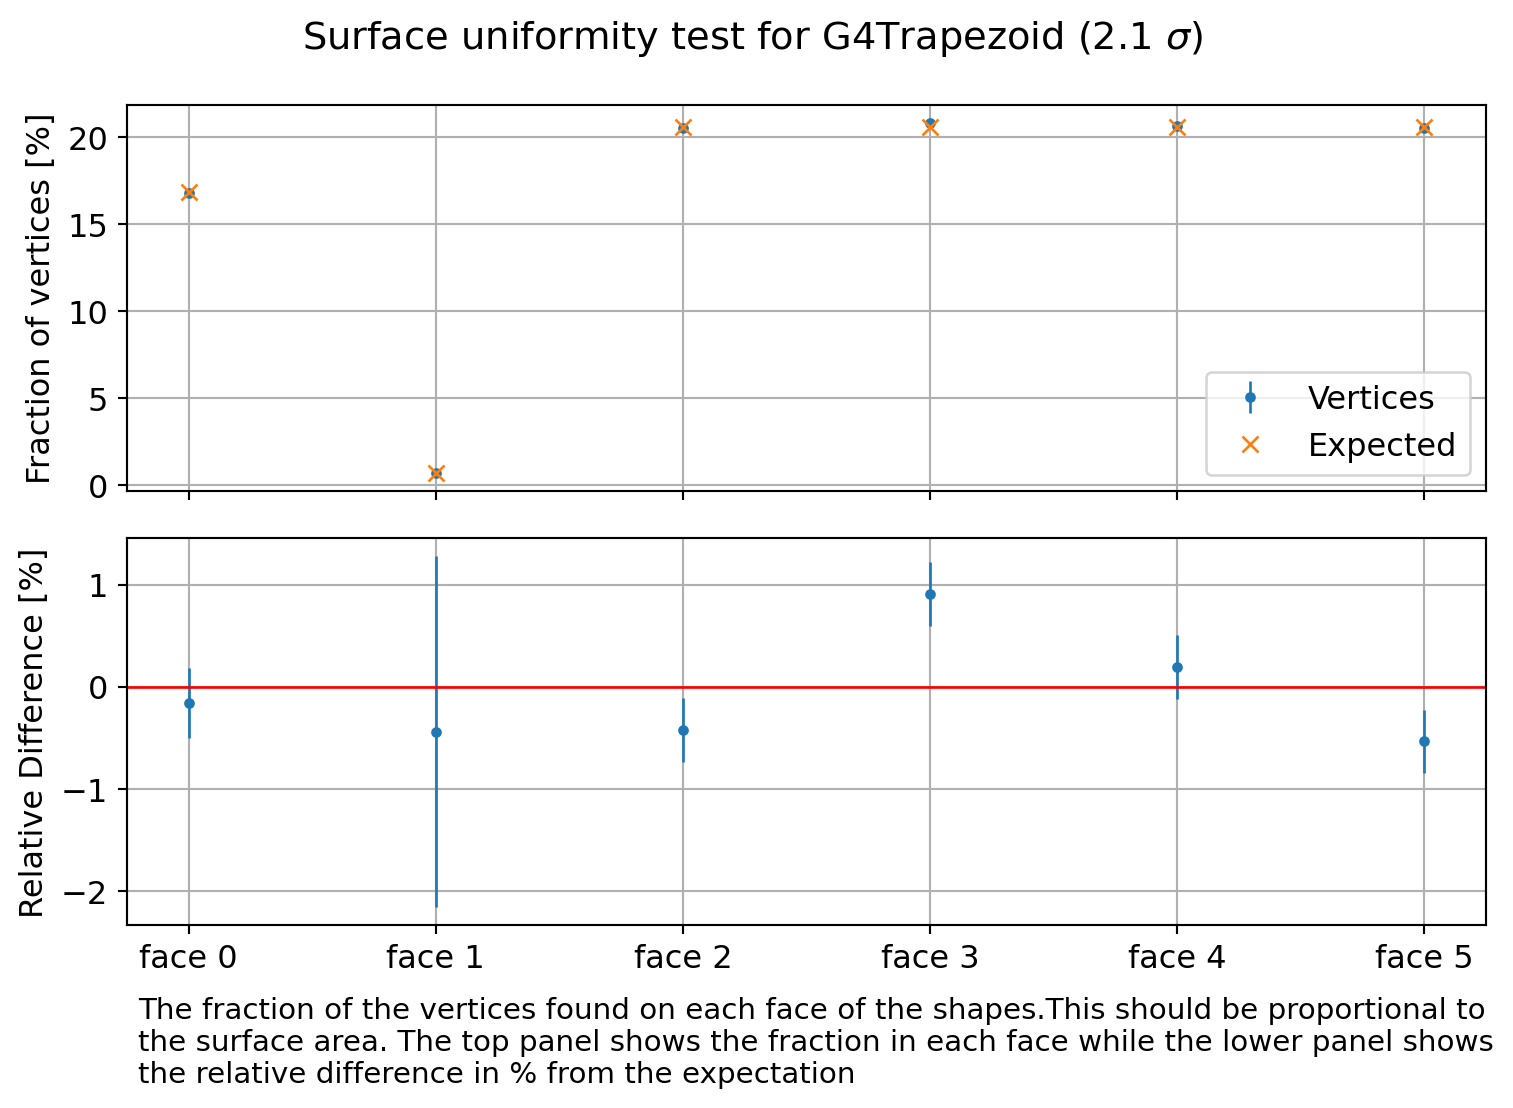 Surface uniformity test for G4Trapezoid (2.1 σ)
Fraction of vertices [%]
20
15
10
5
0
Vertices
Expected
Relative Difference [%]
1
0
−1
−2
face 0 face 1 face 2 face 3 face 4 face 5
The fraction of the vertices found on each face of the shapes.This should be proportional to
the surface area. The top panel shows the fraction in each face while the lower panel shows
the relative difference in % from the expectation